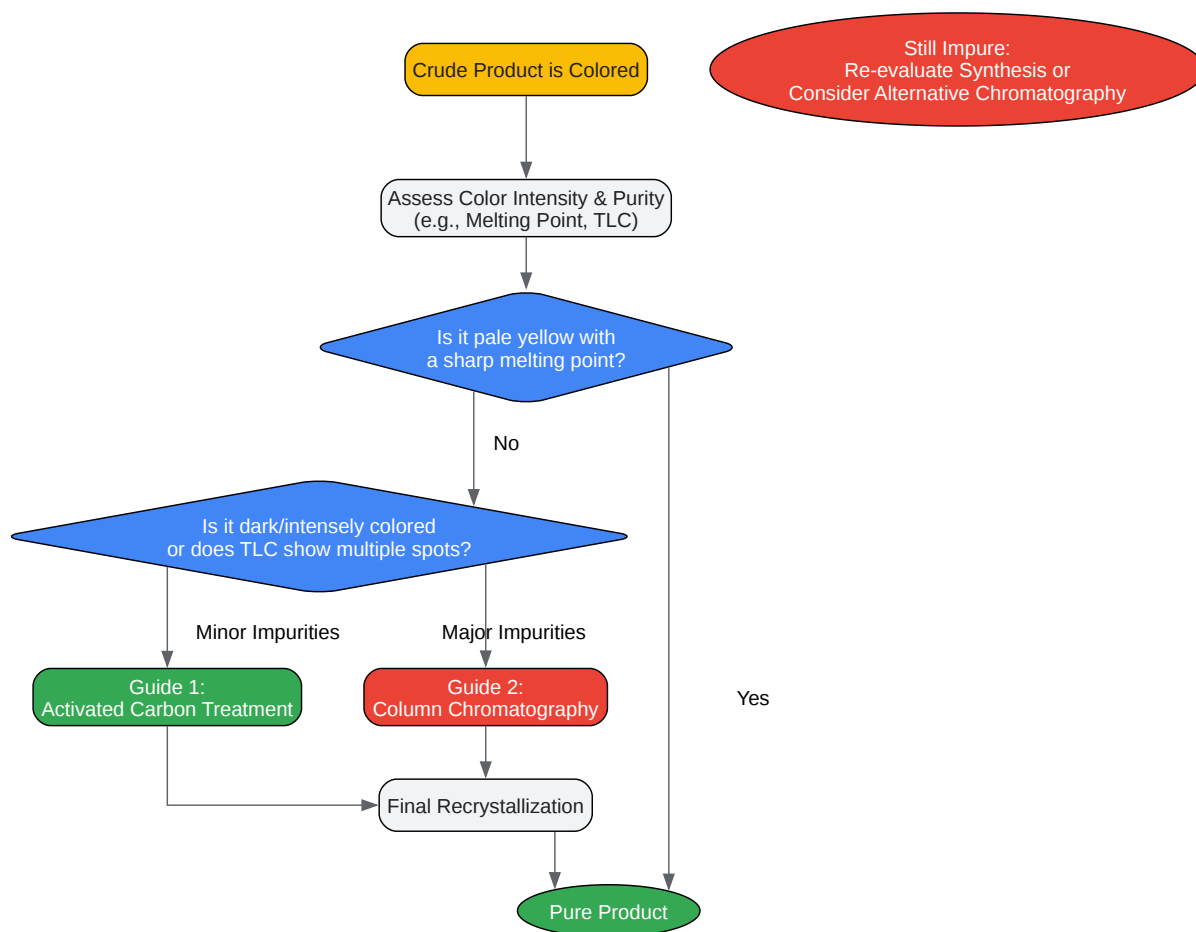 Crude Product is Colored
Still Impure:
Re-evaluate Synthesis or
Consider Alternative Chromatography
Assess Color Intensity & Purity
(e.g., Melting Point, TLC)
Is it pale yellow with
a sharp melting point?
No
Is it dark/intensely colored
or does TLC show multiple spots?
Minor Impurities
Major Impurities
Guide 1:
Activated Carbon Treatment
Guide 2:
Column Chromatography
Yes
Final Recrystallization
Pure Product